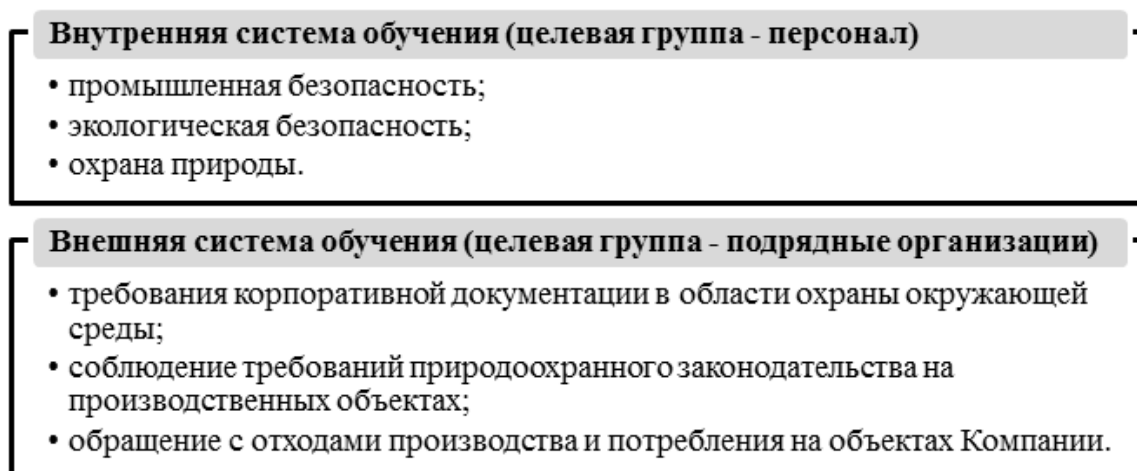 Внутренняя система обучения (целевая группа - персонал)
• промышленная безопасность;
• экологическая безопасность;
• охрана природы.
Внешняя система обучения (целевая группа - подрядные организации)
• требования корпоративной документации в области охраны окружающей
среды;
• соблюдение требований природоохранного законодательства на
производственных объектах;
• обращение с отходами производства и потребления на объектах Компании.